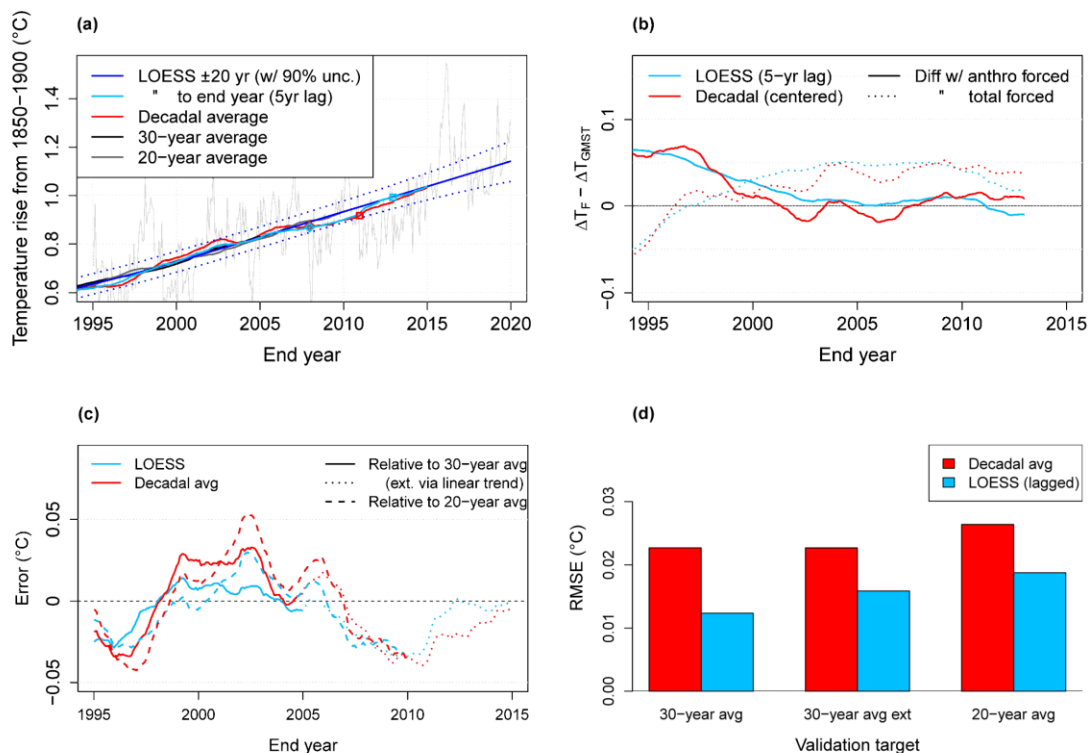 (a)
Temperature rise from 1850−1900 (°C)
0.6
0.8
1.0
1.2
1.4
LOESS ±20 yr (w/ 90% unc.)
" to end year (5yr lag)
Decadal average
30−year average
20−year average
1995
2000
2005
2010
2015
2020
End year
(b)
ΔT_F − ΔT_GMST
−0.1
0
0.1
LOESS (5−yr lag)
Decadal (centered)
Diff w/ anthro forced
" total forced
1995
2000
2005
2010
2015
End year
(c)
Error (°C)
−0.05
0
0.05
LOESS
Decadal avg
Relative to 30−year avg
(ext. via linear trend)
Relative to 20−year avg
1995
2000
2005
2010
2015
End year
(d)
RMSE (°C)
0.00
0.01
0.02
0.03
Decadal avg
LOESS (lagged)
30−year avg
30−year avg ext
20−year avg
Validation target